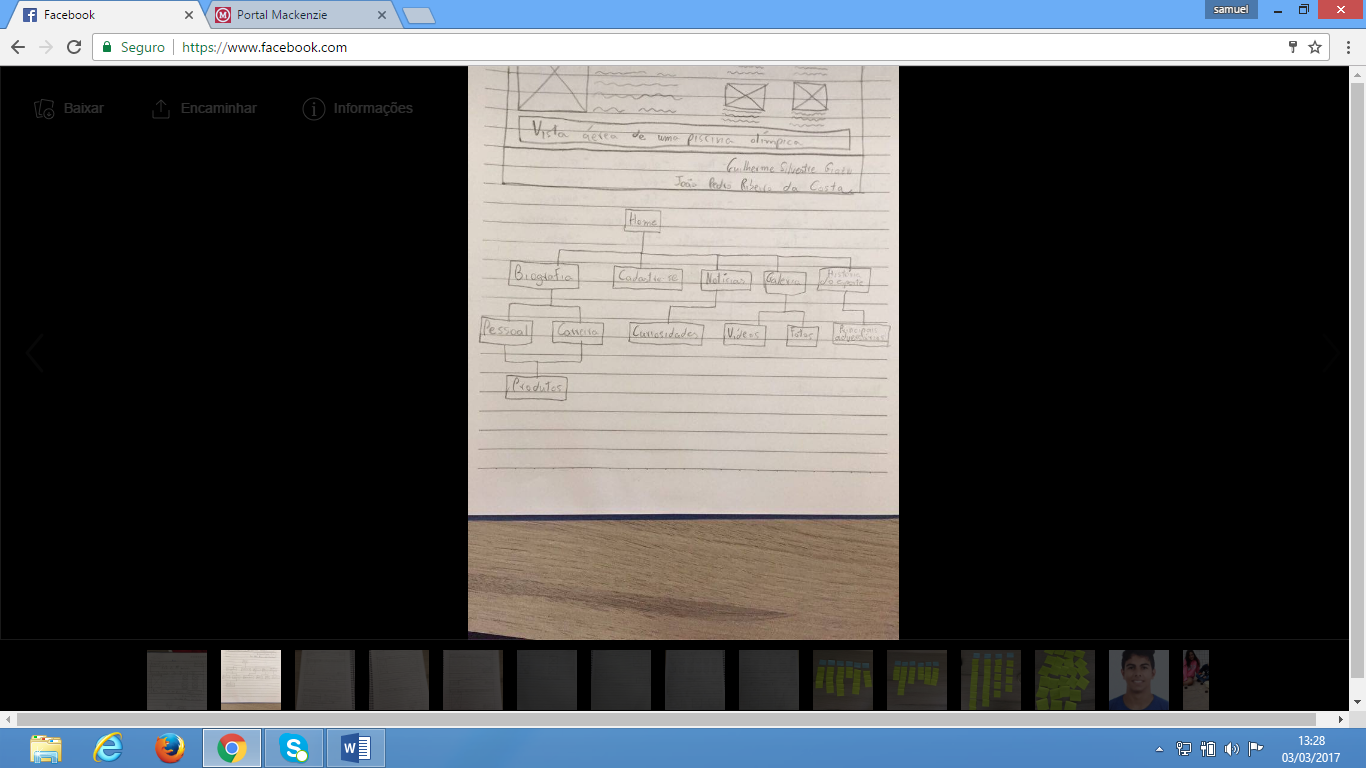 Facebook
Portal Mackenzie
samuel
Seguro
https://www.facebook.com
Baixar
Encaminhar
Informações
Vista aérea de uma piscina olímpica
Guilherme Silvestre
João Pedro Ribeiro da Costa
Home
Biografia
Cadastre-se
Notícias
Galeria
História do esporte
Pessoal
Carreira
Curiosidades
Vídeos
Fotos
Principais adversários
Produtos
13:28
03/03/2017